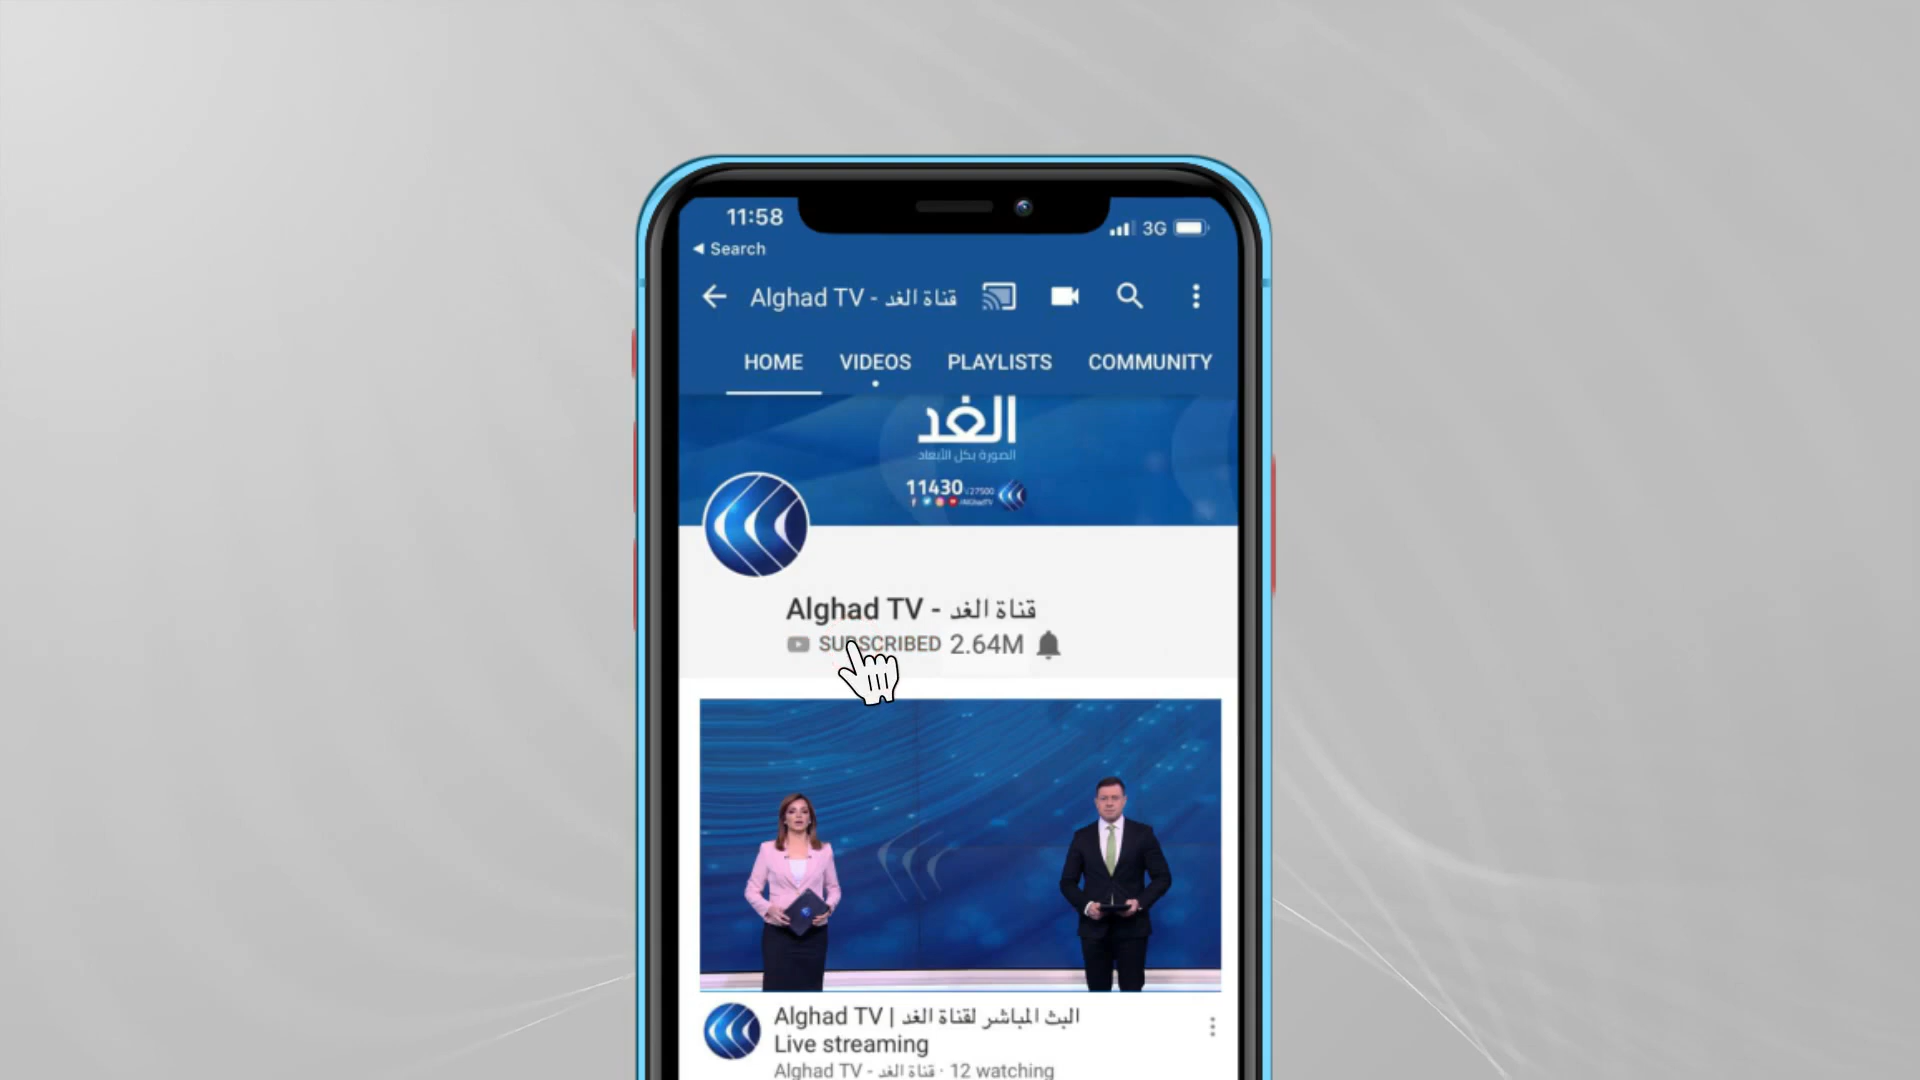 11:58
3G
◀ Search
Alghad TV - قناة الغد
HOME VIDEOS PLAYLISTS COMMUNITY
الغد
الصورة بكل الأبعاد
11430 27500
Alghad TV - قناة الغد
SUBSCRIBED 2.64M
Alghad TV | البث المباشر لقناة الغد
Live streaming
Alghad TV - قناة الغد · 12 watching